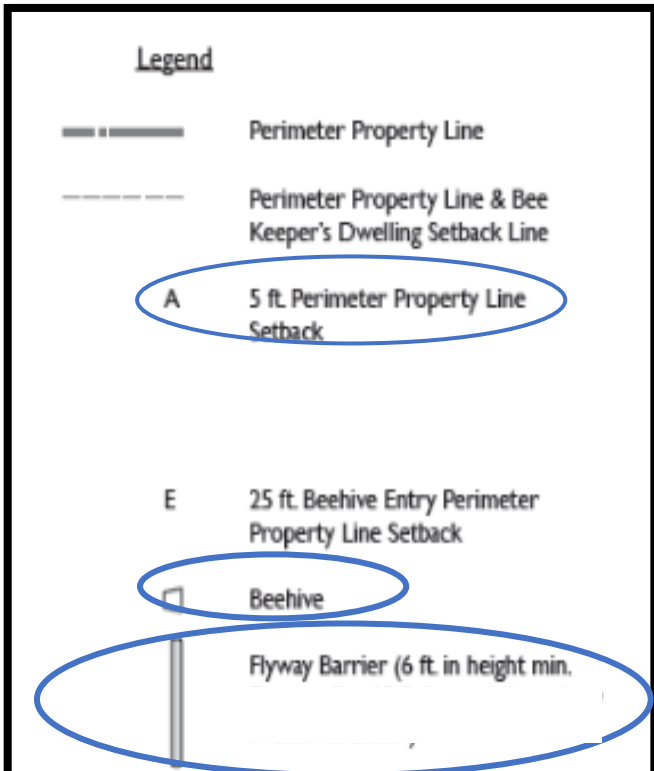 Legend
Perimeter Property Line
Perimeter Property Line & Bee
Keeper's Dwelling Setback Line
A 5 ft. Perimeter Property Line
Setback
E 25 ft. Beehive Entry Perimeter
Property Line Setback
Beehive
Flyway Barrier (6 ft. in height min.